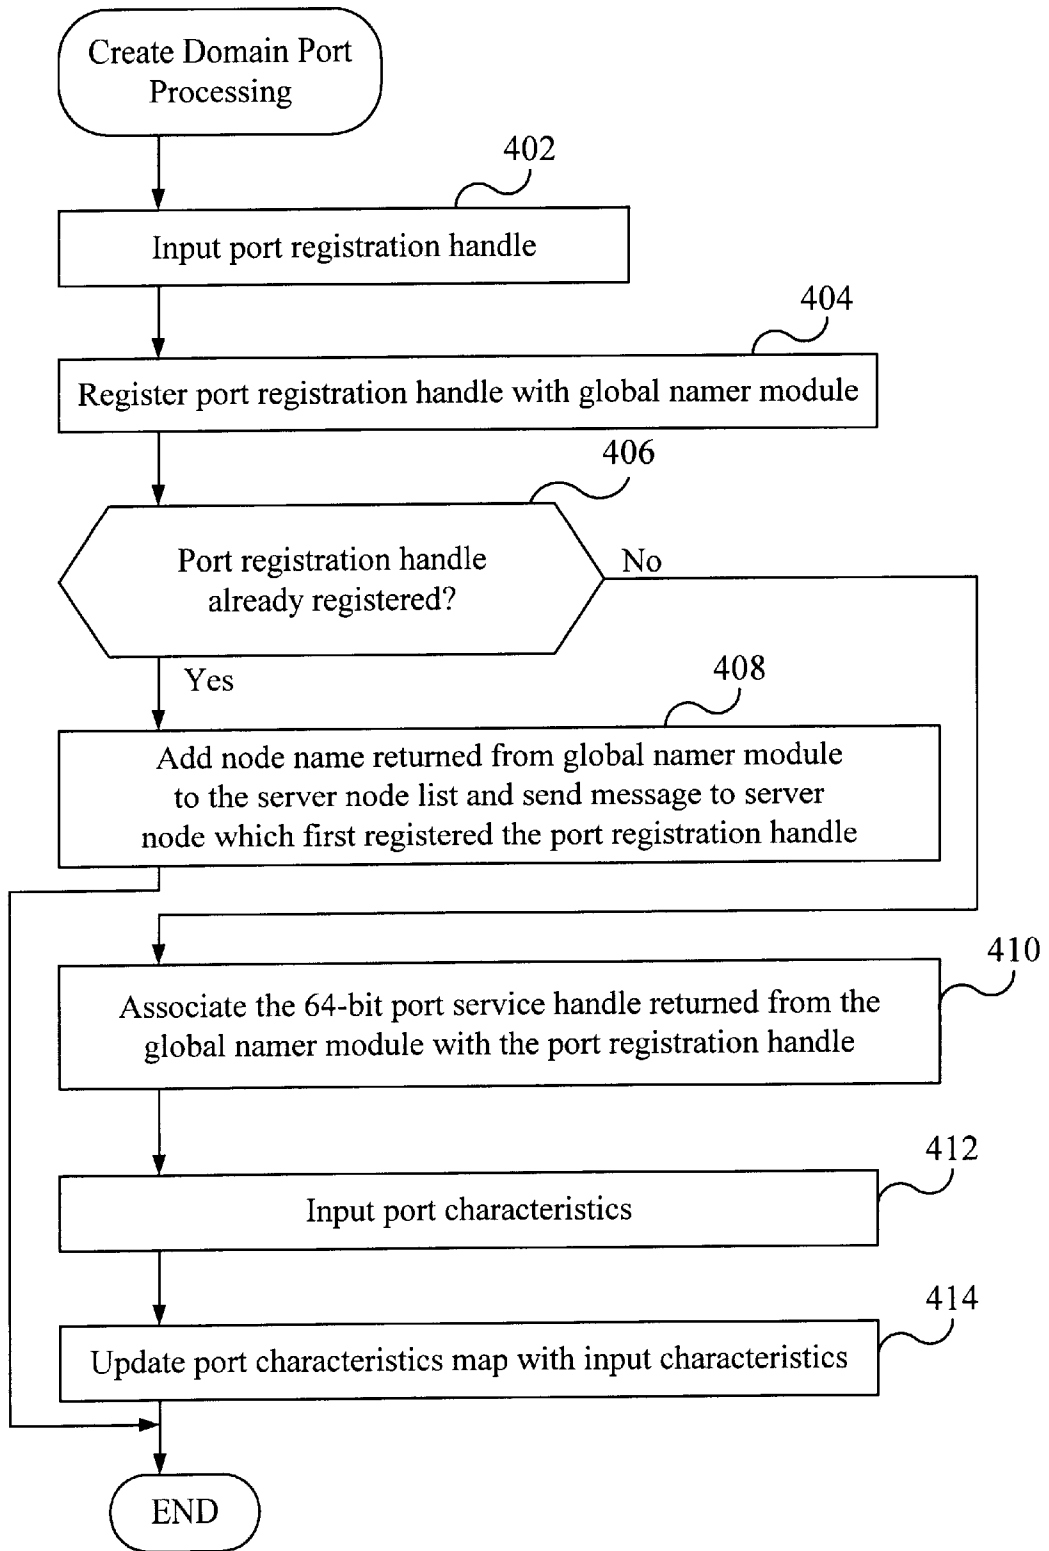 Create Domain Port
Processing
402
Input port registration handle
404
Register port registration handle with global namer module
406
Port registration handle
already registered?
No
Yes
408
Add node name returned from global namer module
to the server node list and send message to server
node which first registered the port registration handle
410
Associate the 64-bit port service handle returned from the
global namer module with the port registration handle
412
Input port characteristics
414
Update port characteristics map with input characteristics
END